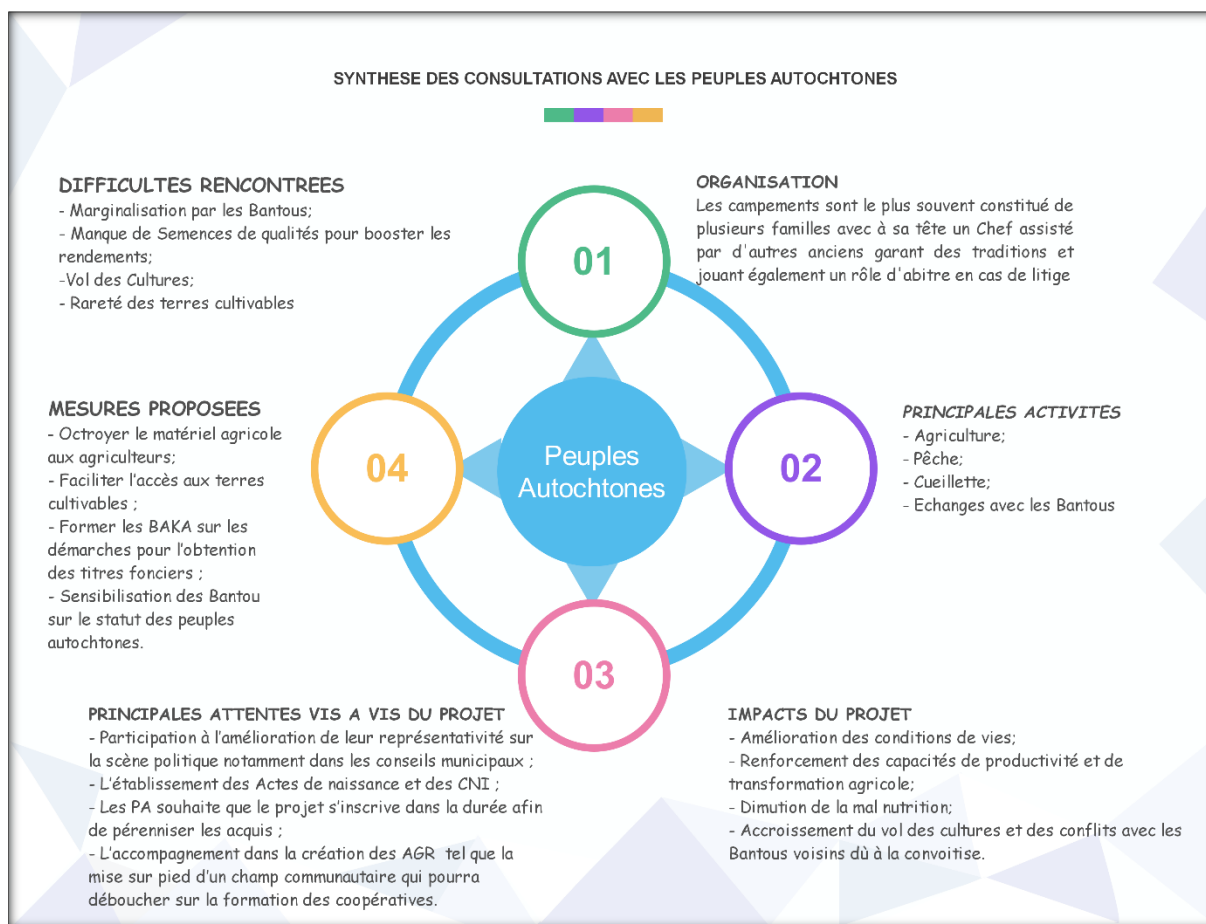 SYNTHESE DES CONSULTATIONS AVEC LES PEUPLES AUTOCHTONES
DIFFICULTES RENCONTREES
- Marginalisation par les Bantous;
- Manque de Semences de qualités pour booster les
rendements;
-Vol des Cultures;
- Rareté des terres cultivables
01
ORGANISATION
Les campements sont le plus souvent constitué de
plusieurs familles avec à sa tête un Chef assisté
par d'autres anciens garant des traditions et
jouant également un rôle d'abitre en cas de litige
MESURES PROPOSEES
- Octroyer le matériel agricole
aux agriculteurs;
- Faciliter l'accès aux terres
cultivables ;
- Former les BAKA sur les
démarches pour l'obtention
des titres fonciers ;
- Sensibilisation des Bantou
sur le statut des peuples
autochtones.
04
Peuples
Autochtones
02
PRINCIPALES ACTIVITES
- Agriculture;
- Pêche;
- Cueillette;
- Echanges avec les Bantous
03
PRINCIPALES ATTENTES VIS A VIS DU PROJET
- Participation à l'amélioration de leur représentativité sur
la scène politique notamment dans les conseils municipaux ;
- L'établissement des Actes de naissance et des CNI ;
- Les PA souhaite que le projet s'inscrive dans la durée afin
de pérenniser les acquis ;
- L'accompagnement dans la création des AGR tel que la
mise sur pied d'un champ communautaire qui pourra
déboucher sur la formation des coopératives.
IMPACTS DU PROJET
- Amélioration des conditions de vies;
- Renforcement des capacités de productivité et de
transformation agricole;
- Dimution de la mal nutrition;
- Accroissement du vol des cultures et des conflits avec les
Bantous voisins dù à la convoitise.